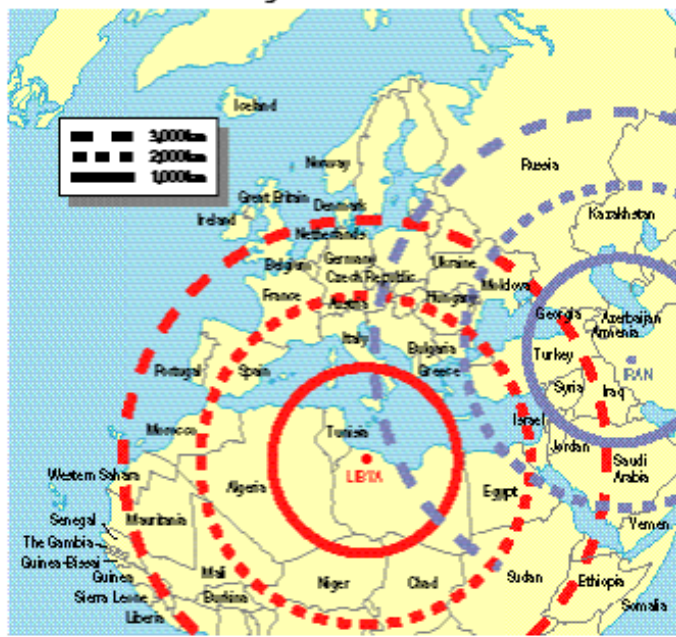 Iceland
3,000km
2,000km
1,000km
Norway
Russia
Great Britain
Denmark
Kazakhstan
Ireland
Netherlands
Belgium
Germany
Ukraine
Czech Republic
Moldova
France
Austria
Hungary
Georgia
Azerbaijan
Armenia
Italy
Bulgaria
Turkey
IRAN
Portugal
Spain
Greece
Syria
Iraq
Morocco
Tunisia
Israel
Jordan
LIBYA
Saudi
Arabia
Western Sahara
Algeria
Egypt
Senegal
Mauritania
Yemen
The Gambia
Guinea-Bissai
Guinea
Mali
Niger
Chad
Sudan
Ethiopia
Sierra Leone
Burkina
Somalia
Liberia